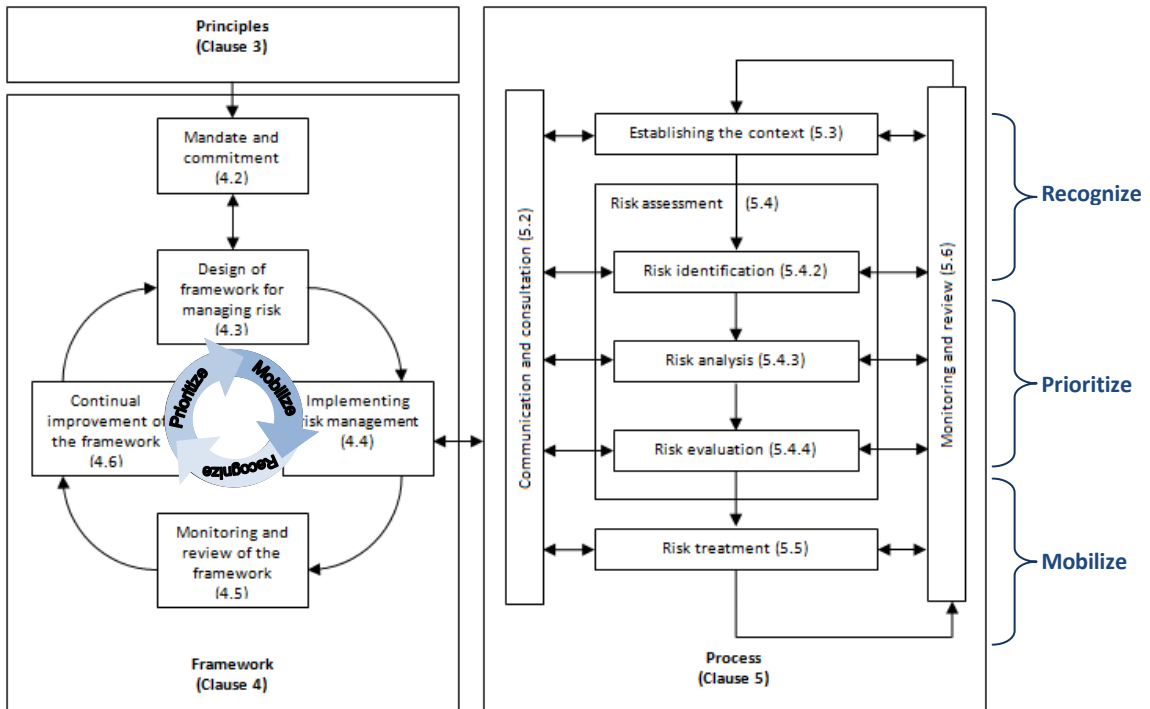 Principles
(Clause 3)
Mandate and
commitment
(4.2)
Design of
framework for
managing risk
(4.3)
Prioritize
Mobilize
Recognize
Continual
improvement of
the framework
(4.6)
Implementing
risk management
(4.4)
Monitoring and
review of the
framework
(4.5)
Framework
(Clause 4)
Communication and consultation (5.2)
Establishing the context (5.3)
Risk assessment (5.4)
Risk identification (5.4.2)
Risk analysis (5.4.3)
Risk evaluation (5.4.4)
Risk treatment (5.5)
Monitoring and review (5.6)
Process
(Clause 5)
Recognize
Prioritize
Mobilize